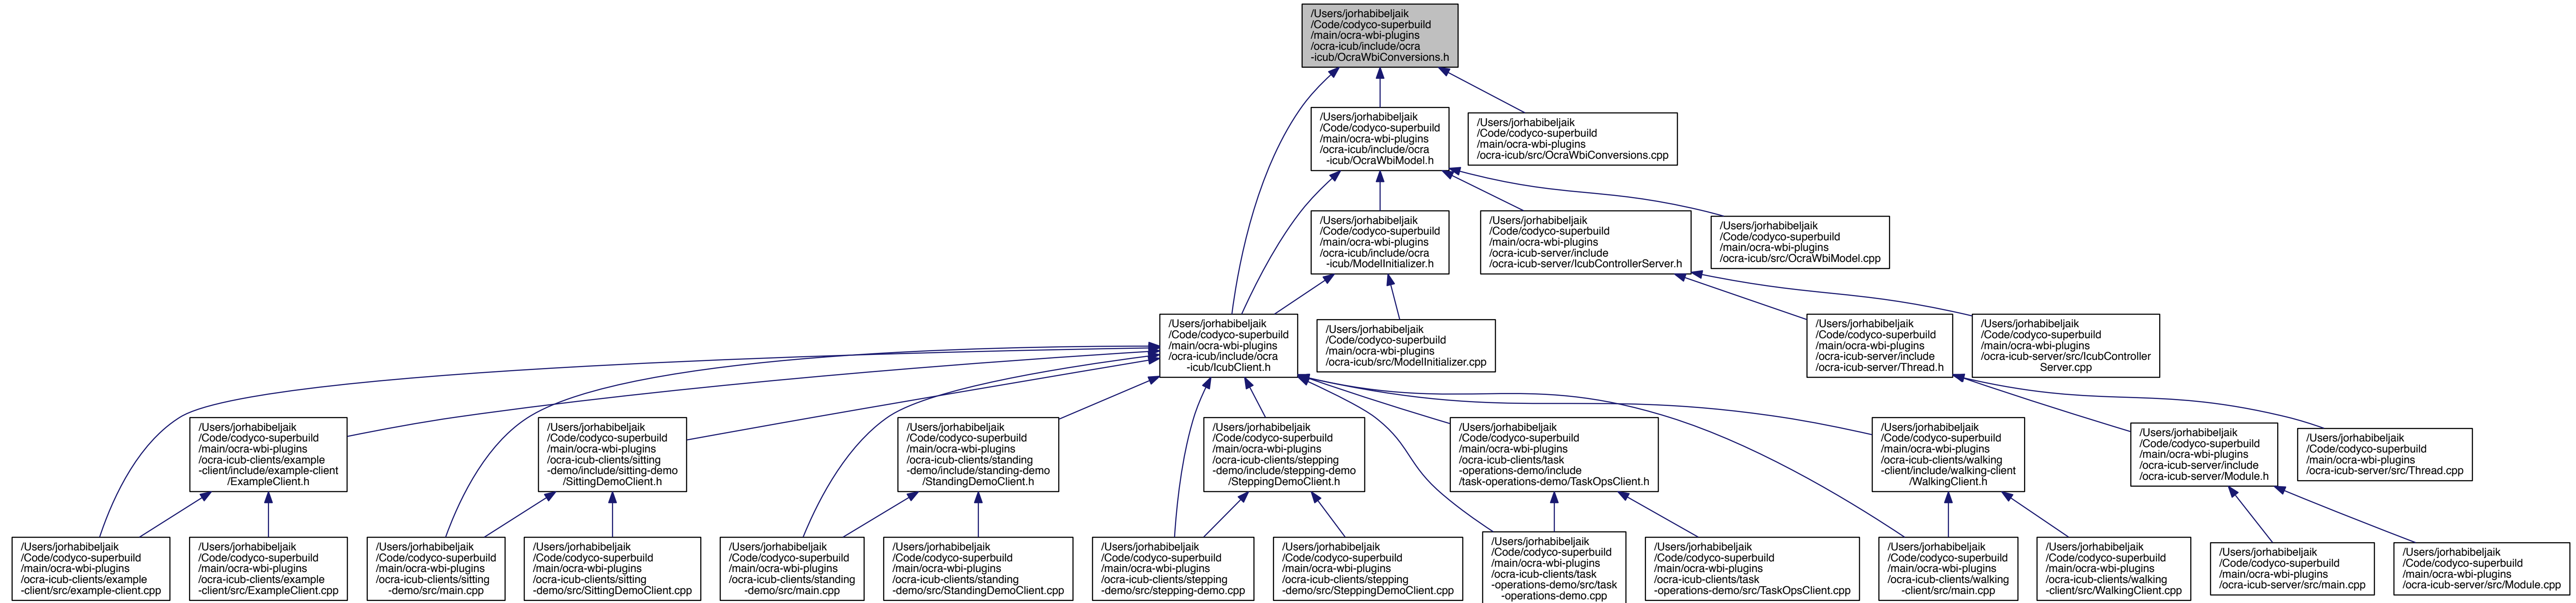 /Users/jorhabibeljaik
/Code/codyco-superbuild
/main/ocra-wbi-plugins
/ocra-icub/include/ocra
-icub/OcraWbiConversions.h
/Users/jorhabibeljaik
/Code/codyco-superbuild
/main/ocra-wbi-plugins
/ocra-icub/include/ocra
-icub/OcraWbiModel.h
/Users/jorhabibeljaik
/Code/codyco-superbuild
/main/ocra-wbi-plugins
/ocra-icub/src/OcraWbiConversions.cpp
/Users/jorhabibeljaik
/Code/codyco-superbuild
/main/ocra-wbi-plugins
/ocra-icub/include/ocra
-icub/ModelInitializer.h
/Users/jorhabibeljaik
/Code/codyco-superbuild
/main/ocra-wbi-plugins
/ocra-icub-server/include
/ocra-icub-server/IcubControllerServer.h
/Users/jorhabibeljaik
/Code/codyco-superbuild
/main/ocra-wbi-plugins
/ocra-icub/src/OcraWbiModel.cpp
/Users/jorhabibeljaik
/Code/codyco-superbuild
/main/ocra-wbi-plugins
/ocra-icub/include/ocra
-icub/IcubClient.h
/Users/jorhabibeljaik
/Code/codyco-superbuild
/main/ocra-wbi-plugins
/ocra-icub/src/ModelInitializer.cpp
/Users/jorhabibeljaik
/Code/codyco-superbuild
/main/ocra-wbi-plugins
/ocra-icub-server/include
/ocra-icub-server/Thread.h
/Users/jorhabibeljaik
/Code/codyco-superbuild
/main/ocra-wbi-plugins
/ocra-icub-server/src/IcubController
Server.cpp
/Users/jorhabibeljaik
/Code/codyco-superbuild
/main/ocra-wbi-plugins
/ocra-icub-clients/example
-client/include/example-client
/ExampleClient.h
/Users/jorhabibeljaik
/Code/codyco-superbuild
/main/ocra-wbi-plugins
/ocra-icub-clients/sitting
-demo/include/sitting-demo
/SittingDemoClient.h
/Users/jorhabibeljaik
/Code/codyco-superbuild
/main/ocra-wbi-plugins
/ocra-icub-clients/standing
-demo/include/standing-demo
/StandingDemoClient.h
/Users/jorhabibeljaik
/Code/codyco-superbuild
/main/ocra-wbi-plugins
/ocra-icub-clients/stepping
-demo/include/stepping-demo
/SteppingDemoClient.h
/Users/jorhabibeljaik
/Code/codyco-superbuild
/main/ocra-wbi-plugins
/ocra-icub-clients/task
-operations-demo/include
/task-operations-demo/TaskOpsClient.h
/Users/jorhabibeljaik
/Code/codyco-superbuild
/main/ocra-wbi-plugins
/ocra-icub-clients/walking
-client/include/walking-client
/WalkingClient.h
/Users/jorhabibeljaik
/Code/codyco-superbuild
/main/ocra-wbi-plugins
/ocra-icub-server/include
/ocra-icub-server/Module.h
/Users/jorhabibeljaik
/Code/codyco-superbuild
/main/ocra-wbi-plugins
/ocra-icub-server/src/Thread.cpp
/Users/jorhabibeljaik
/Code/codyco-superbuild
/main/ocra-wbi-plugins
/ocra-icub-clients/example
-client/src/example-client.cpp
/Users/jorhabibeljaik
/Code/codyco-superbuild
/main/ocra-wbi-plugins
/ocra-icub-clients/example
-client/src/ExampleClient.cpp
/Users/jorhabibeljaik
/Code/codyco-superbuild
/main/ocra-wbi-plugins
/ocra-icub-clients/sitting
-demo/src/main.cpp
/Users/jorhabibeljaik
/Code/codyco-superbuild
/main/ocra-wbi-plugins
/ocra-icub-clients/sitting
-demo/src/SittingDemoClient.cpp
/Users/jorhabibeljaik
/Code/codyco-superbuild
/main/ocra-wbi-plugins
/ocra-icub-clients/standing
-demo/src/main.cpp
/Users/jorhabibeljaik
/Code/codyco-superbuild
/main/ocra-wbi-plugins
/ocra-icub-clients/standing
-demo/src/StandingDemoClient.cpp
/Users/jorhabibeljaik
/Code/codyco-superbuild
/main/ocra-wbi-plugins
/ocra-icub-clients/stepping
-demo/src/stepping-demo.cpp
/Users/jorhabibeljaik
/Code/codyco-superbuild
/main/ocra-wbi-plugins
/ocra-icub-clients/stepping
-demo/src/SteppingDemoClient.cpp
/Users/jorhabibeljaik
/Code/codyco-superbuild
/main/ocra-wbi-plugins
/ocra-icub-clients/task
-operations-demo/src/task
-operations-demo.cpp
/Users/jorhabibeljaik
/Code/codyco-superbuild
/main/ocra-wbi-plugins
/ocra-icub-clients/task
-operations-demo/src/TaskOpsClient.cpp
/Users/jorhabibeljaik
/Code/codyco-superbuild
/main/ocra-wbi-plugins
/ocra-icub-clients/walking
-client/src/main.cpp
/Users/jorhabibeljaik
/Code/codyco-superbuild
/main/ocra-wbi-plugins
/ocra-icub-clients/walking
-client/src/WalkingClient.cpp
/Users/jorhabibeljaik
/Code/codyco-superbuild
/main/ocra-wbi-plugins
/ocra-icub-server/src/main.cpp
/Users/jorhabibeljaik
/Code/codyco-superbuild
/main/ocra-wbi-plugins
/ocra-icub-server/src/Module.cpp